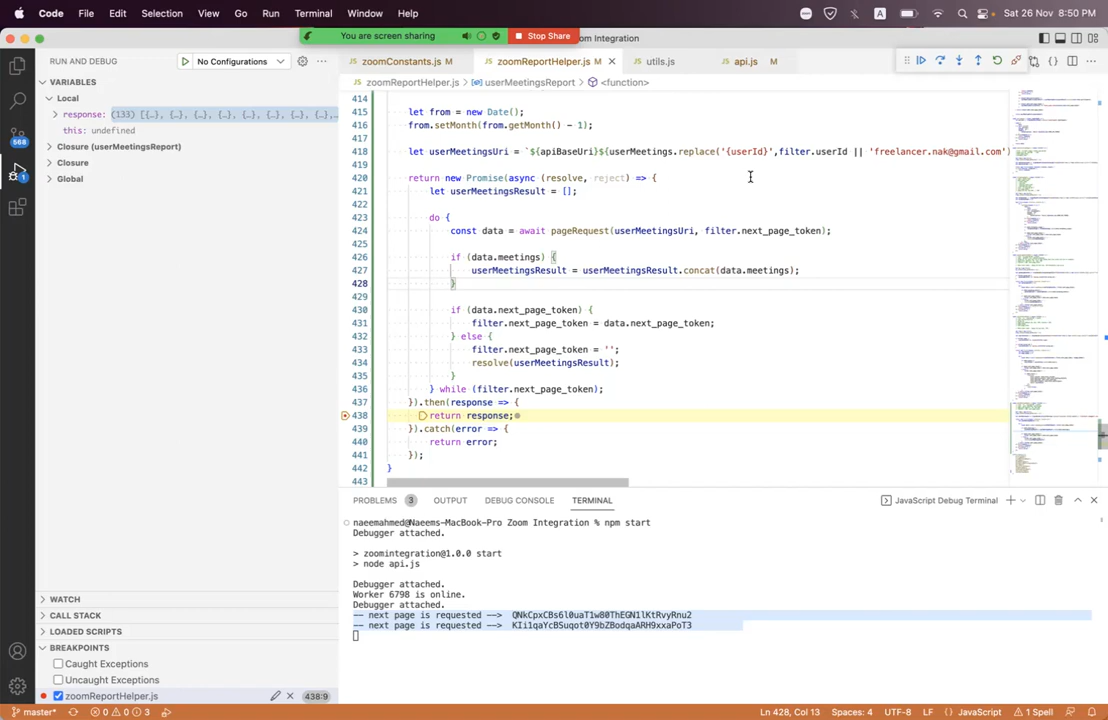 Code File Edit Selection View Go Run Terminal Window Help A Sat 26 Nov 8:50 PM
You are screen sharing Stop Share
oom Integration
RUN AND DEBUG No Configurations
zoomConstants.js M zoomReportHelper.js M utils.js api.js M
zoomReportHelper.js > userMeetingsReport > <function>
VARIABLES
Local
response: (133) [{…}, {…}, {…}, {…}, {…}, {…}, {…},…
this: undefined
Closure (userMeetingsReport)
Closure
Global
568
1
414
415 let from = new Date();
416 from.setMonth(from.getMonth() - 1);
417
418 let userMeetingsUri = `${apiBaseUri}${userMeetings.replace('{userId}',filter.userId || 'freelancer.nak@gmail.com'
419
420 return new Promise(async (resolve, reject) => {
421 let userMeetingsResult = [];
422
423 do {
424 const data = await pageRequest(userMeetingsUri, filter.next_page_token);
425
426 if (data.meetings) {
427 userMeetingsResult = userMeetingsResult.concat(data.meetings);
428 }
429
430 if (data.next_page_token) {
431 filter.next_page_token = data.next_page_token;
432 } else {
433 filter.next_page_token = '';
434 resolve(userMeetingsResult);
435 }
436 } while (filter.next_page_token);
437 }).then(response => {
438 return response;
439 }).catch(error => {
440 return error;
441 });
442 }
443
PROBLEMS 3 OUTPUT DEBUG CONSOLE TERMINAL JavaScript Debug Terminal
naeemahmed@Naeems-MacBook-Pro Zoom Integration % npm start
Debugger attached.
> zoomintegration@1.0.0 start
> node api.js
Debugger attached.
Worker 6798 is online.
Debugger attached.
-- next page is requested --> QNkCpxCBs6l0uaT1w80ThEGN1lKtRvyRnu2
-- next page is requested --> KIi1qaYcBSuqot0Y9bZBodqaARH9xxaPoT3
WATCH
CALL STACK
LOADED SCRIPTS
BREAKPOINTS
Caught Exceptions
Uncaught Exceptions
zoomReportHelper.js 438:9
master* 0 0 3 Ln 428, Col 13 Spaces: 4 UTF-8 LF {} JavaScript 1 Spell